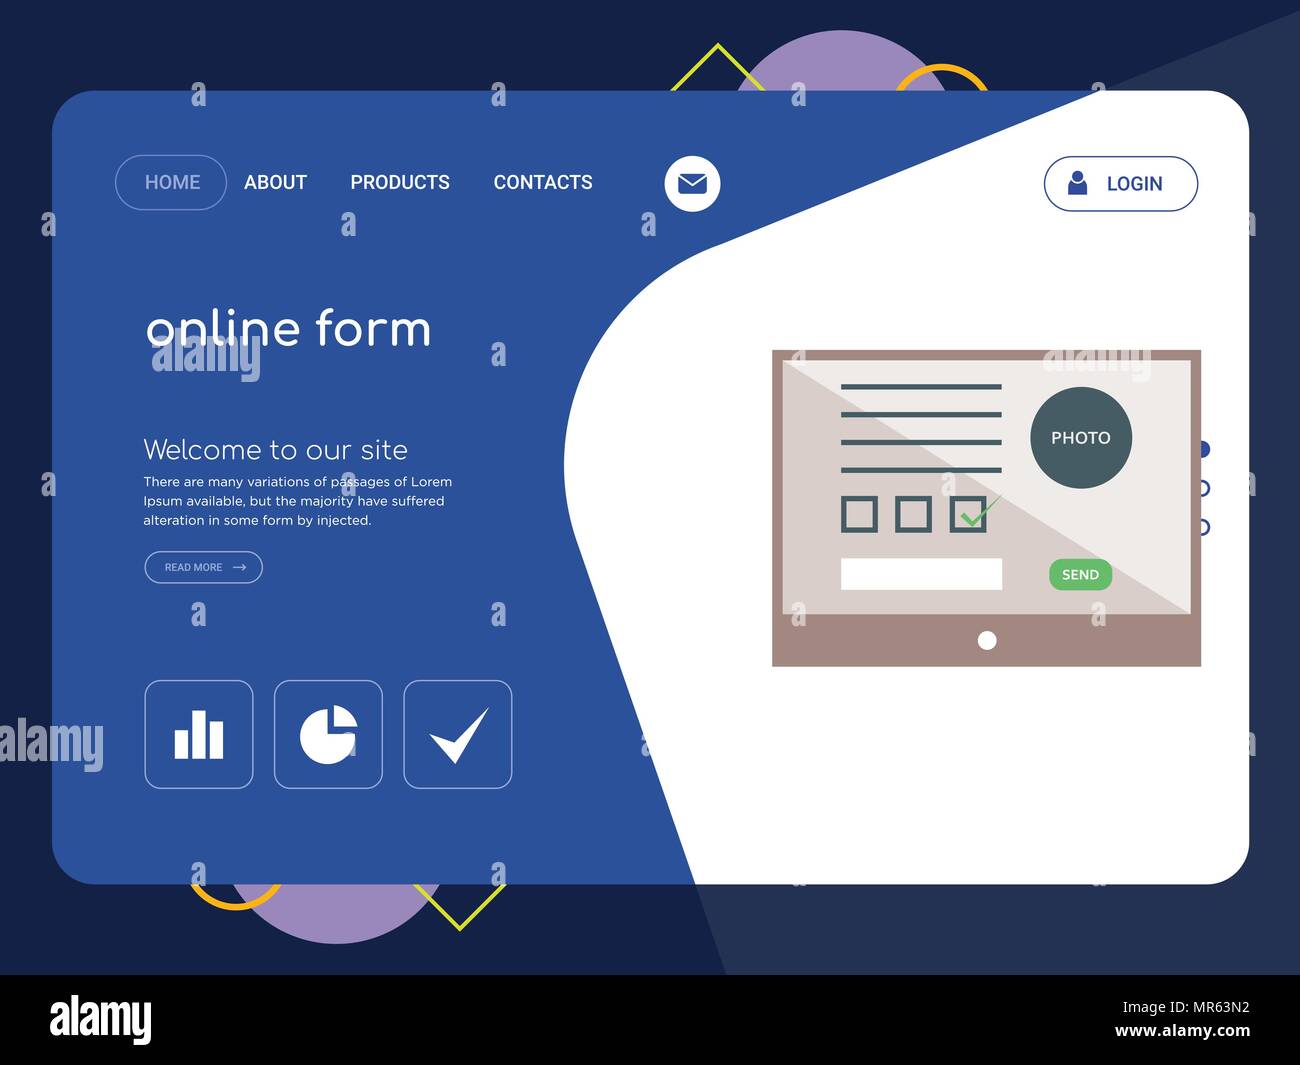 HOME ABOUT PRODUCTS CONTACTS
LOGIN
online form
Welcome to our site
There are many variations of passages of Lorem
Ipsum available, but the majority have suffered
alteration in some form by injected.
READ MORE
PHOTO
SEND
a
alamy
alamy
Image ID: MR63N2
www.alamy.com